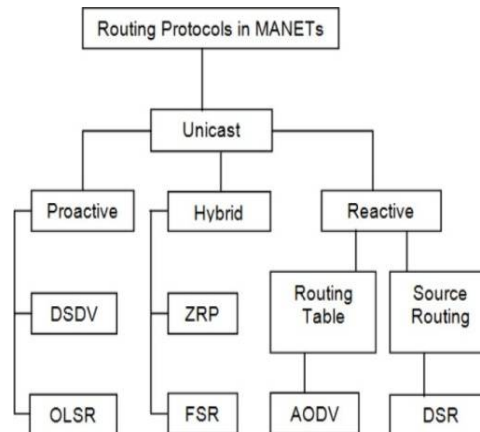 Routing Protocols in MANETs
Unicast
Proactive
Hybrid
Reactive
DSDV
ZRP
Routing
Table
Source
Routing
OLSR
FSR
AODV
DSR